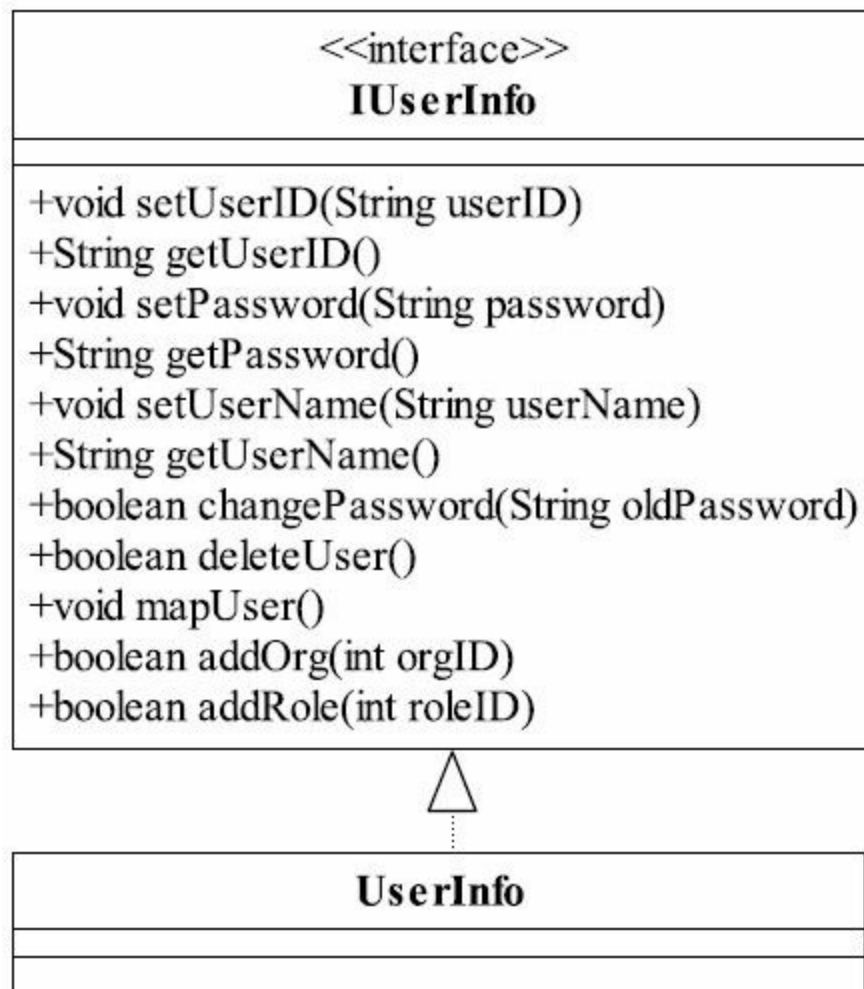 <<interface>>
IUserInfo
+void setUserID(String userID)
+String getUserID()
+void setPassword(String password)
+String getPassword()
+void setUserName(String userName)
+String getUserName()
+boolean changePassword(String oldPassword)
+boolean deleteUser()
+void mapUser()
+boolean addOrg(int orgID)
+boolean addRole(int roleID)
UserInfo